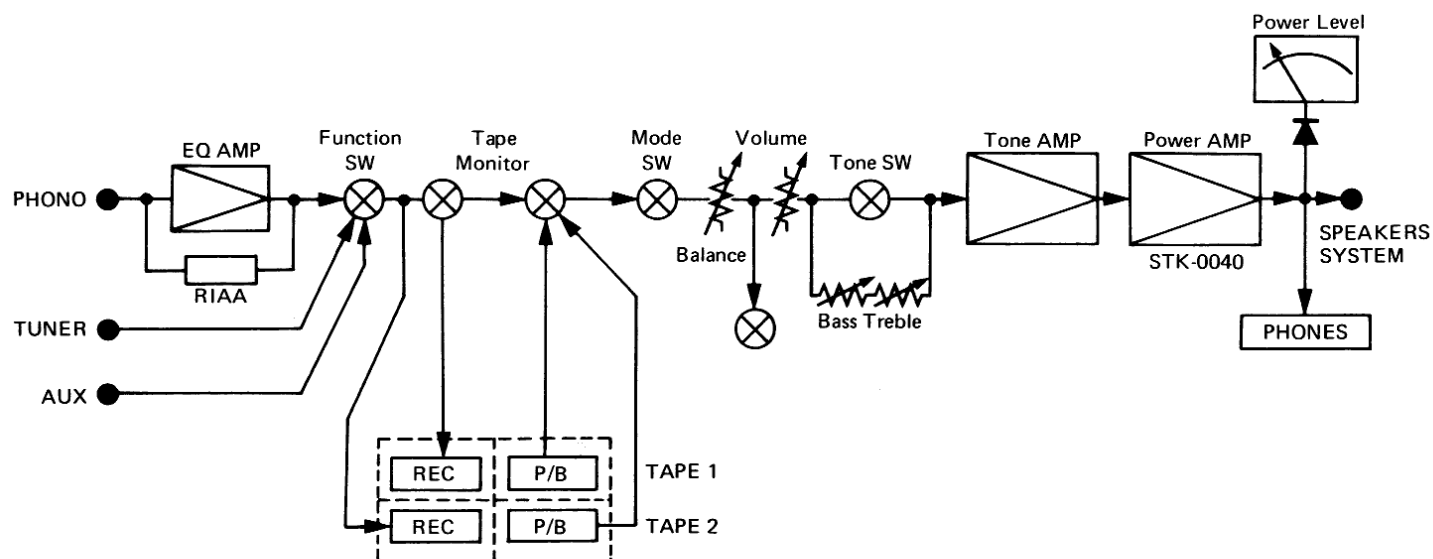 Power Level
Function
SW
Tape
Monitor
Mode
SW
Volume
Tone SW
Tone AMP
Power AMP
EQ AMP
PHONO
RIAA
Balance
Bass Treble
STK-0040
SPEAKERS
SYSTEM
TUNER
PHONES
AUX
REC
P/B
TAPE 1
REC
P/B
TAPE 2